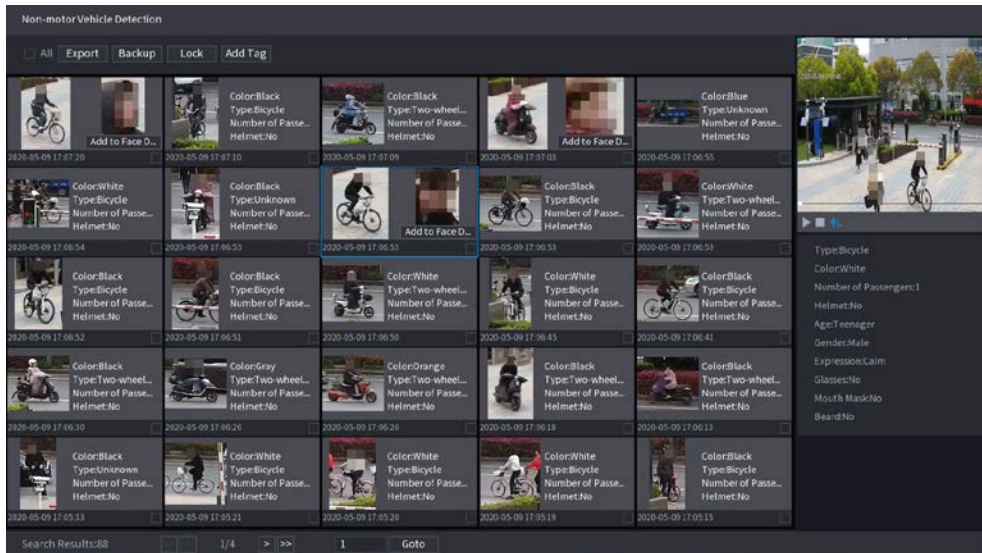 Non-motor Vehicle Detection
All Export Backup Lock Add Tag
Add to Face D...
2020-05-09 17:07:20
Color:Black
Type:Bicycle
Number of Passe...
Helmet:No
2020-05-09 17:07:10
Color:Black
Type:Two-wheel...
Number of Passe...
Helmet:No
2020-05-09 17:07:09
Add to Face D...
2020-05-09 17:07:03
Color:Blue
Type:Unknown
Number of Passe...
Helmet:No
2020-05-09 17:06:55
Color:White
Type:Bicycle
Number of Passe...
Helmet:No
2020-05-09 17:06:54
Color:Black
Type:Unknown
Number of Passe...
Helmet:No
2020-05-09 17:06:53
Add to Face D...
2020-05-09 17:06:53
Color:Black
Type:Bicycle
Number of Passe...
Helmet:No
2020-05-09 17:06:53
Color:White
Type:Two-wheel...
Number of Passe...
Helmet:No
2020-05-09 17:06:53
Color:Black
Type:Bicycle
Number of Passe...
Helmet:No
2020-05-09 17:06:52
Color:Black
Type:Bicycle
Number of Passe...
Helmet:No
2020-05-09 17:06:51
Color:White
Type:Two-wheel...
Number of Passe...
Helmet:No
2020-05-09 17:06:50
Color:White
Type:Bicycle
Number of Passe...
Helmet:No
2020-05-09 17:06:45
Color:Black
Type:Bicycle
Number of Passe...
Helmet:No
2020-05-09 17:06:41
Color:Black
Type:Two-wheel...
Number of Passe...
Helmet:No
2020-05-09 17:06:30
Color:Gray
Type:Two-wheel...
Number of Passe...
Helmet:No
2020-05-09 17:06:26
Color:Orange
Type:Two-wheel...
Number of Passe...
Helmet:No
2020-05-09 17:06:20
Color:Black
Type:Two-wheel...
Number of Passe...
Helmet:No
2020-05-09 17:06:18
Color:Black
Type:Two-wheel...
Number of Passe...
Helmet:No
2020-05-09 17:06:13
Color:Black
Type:Unknown
Number of Passe...
Helmet:No
2020-05-09 17:05:33
Color:White
Type:Bicycle
Number of Passe...
Helmet:No
2020-05-09 17:05:21
Color:White
Type:Bicycle
Number of Passe...
Helmet:No
2020-05-09 17:05:20
Color:White
Type:Bicycle
Number of Passe...
Helmet:No
2020-05-09 17:05:19
Color:Black
Type:Bicycle
Number of Passe...
Helmet:No
2020-05-09 17:05:15
Type:Bicycle
Color:White
Number of Passengers:1
Helmet:No
Age:Teenager
Gender:Male
Expression:Calm
Glasses:No
Mouth Mask:No
Beard:No
Search Results:88 1/4 > >> 1 Goto